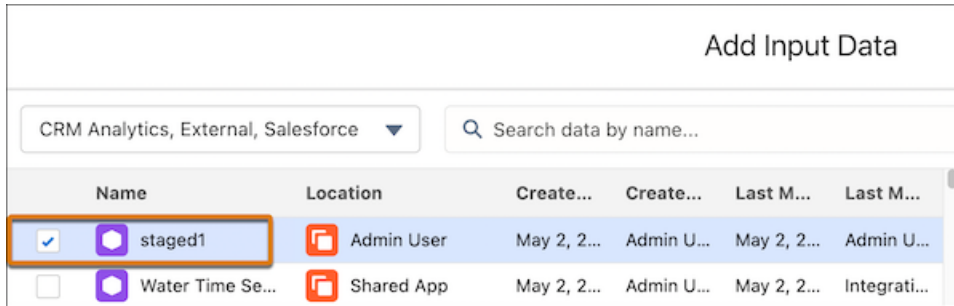 Add Input Data
CRM Analytics, External, Salesforce Search data by name...
Name Location Create... Create... Last M... Last M...
staged1 Admin User May 2, 2... Admin U... May 2, 2... Admin U...
Water Time Se... Shared App May 2, 2... Admin U... May 2, 2... Integrati...